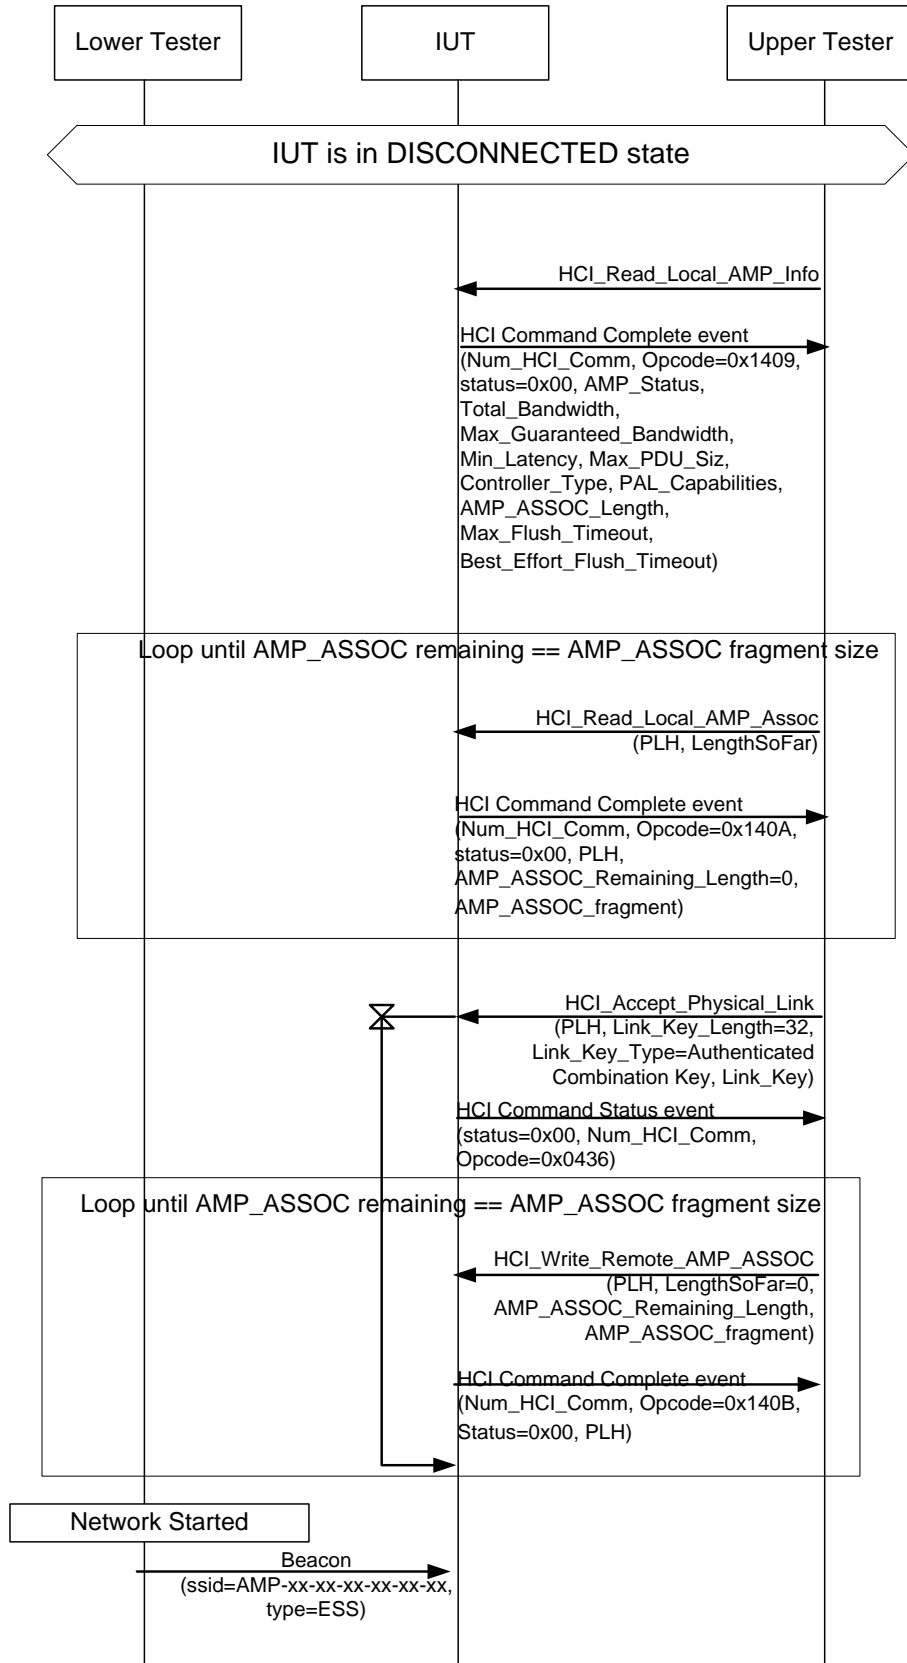 Lower Tester
IUT
Upper Tester
IUT is in DISCONNECTED state
HCI_Read_Local_AMP_Info
HCI Command Complete event
(Num_HCI_Comm, Opcode=0x1409,
status=0x00, AMP_Status,
Total_Bandwidth,
Max_Guaranteed_Bandwidth,
Min_Latency, Max_PDU_Siz,
Controller_Type, PAL_Capabilities,
AMP_ASSOC_Length,
Max_Flush_Timeout,
Best_Effort_Flush_Timeout)
Loop until AMP_ASSOC remaining == AMP_ASSOC fragment size
HCI_Read_Local_AMP_Assoc
(PLH, LengthSoFar)
HCI Command Complete event
(Num_HCI_Comm, Opcode=0x140A,
status=0x00, PLH,
AMP_ASSOC_Remaining_Length=0,
AMP_ASSOC_fragment)
HCI_Accept_Physical_Link
(PLH, Link_Key_Length=32,
Link_Key_Type=Authenticated
Combination Key, Link_Key)
HCI Command Status event
(status=0x00, Num_HCI_Comm,
Opcode=0x0436)
Loop until AMP_ASSOC remaining == AMP_ASSOC fragment size
HCI_Write_Remote_AMP_ASSOC
(PLH, LengthSoFar=0,
AMP_ASSOC_Remaining_Length,
AMP_ASSOC_fragment)
HCI Command Complete event
(Num_HCI_Comm, Opcode=0x140B,
Status=0x00, PLH)
Network Started
Beacon
(ssid=AMP-xx-xx-xx-xx-xx-xx,
type=ESS)